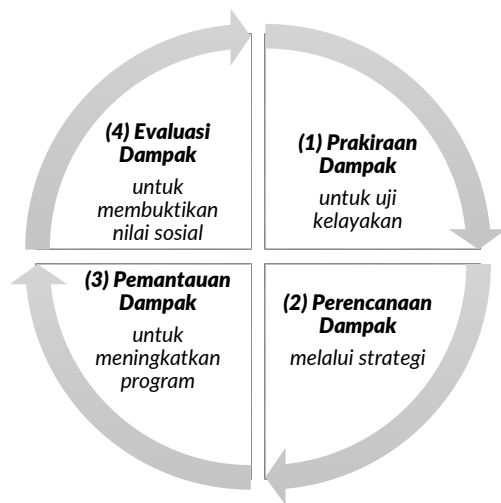 (4) Evaluasi
Dampak
untuk
membuktikan
nilai sosial
(1) Prakiraan
Dampak
untuk uji
kelayakan
(3) Pemantauan
Dampak
untuk
meningkatkan
program
(2) Perencanaan
Dampak
melalui strategi